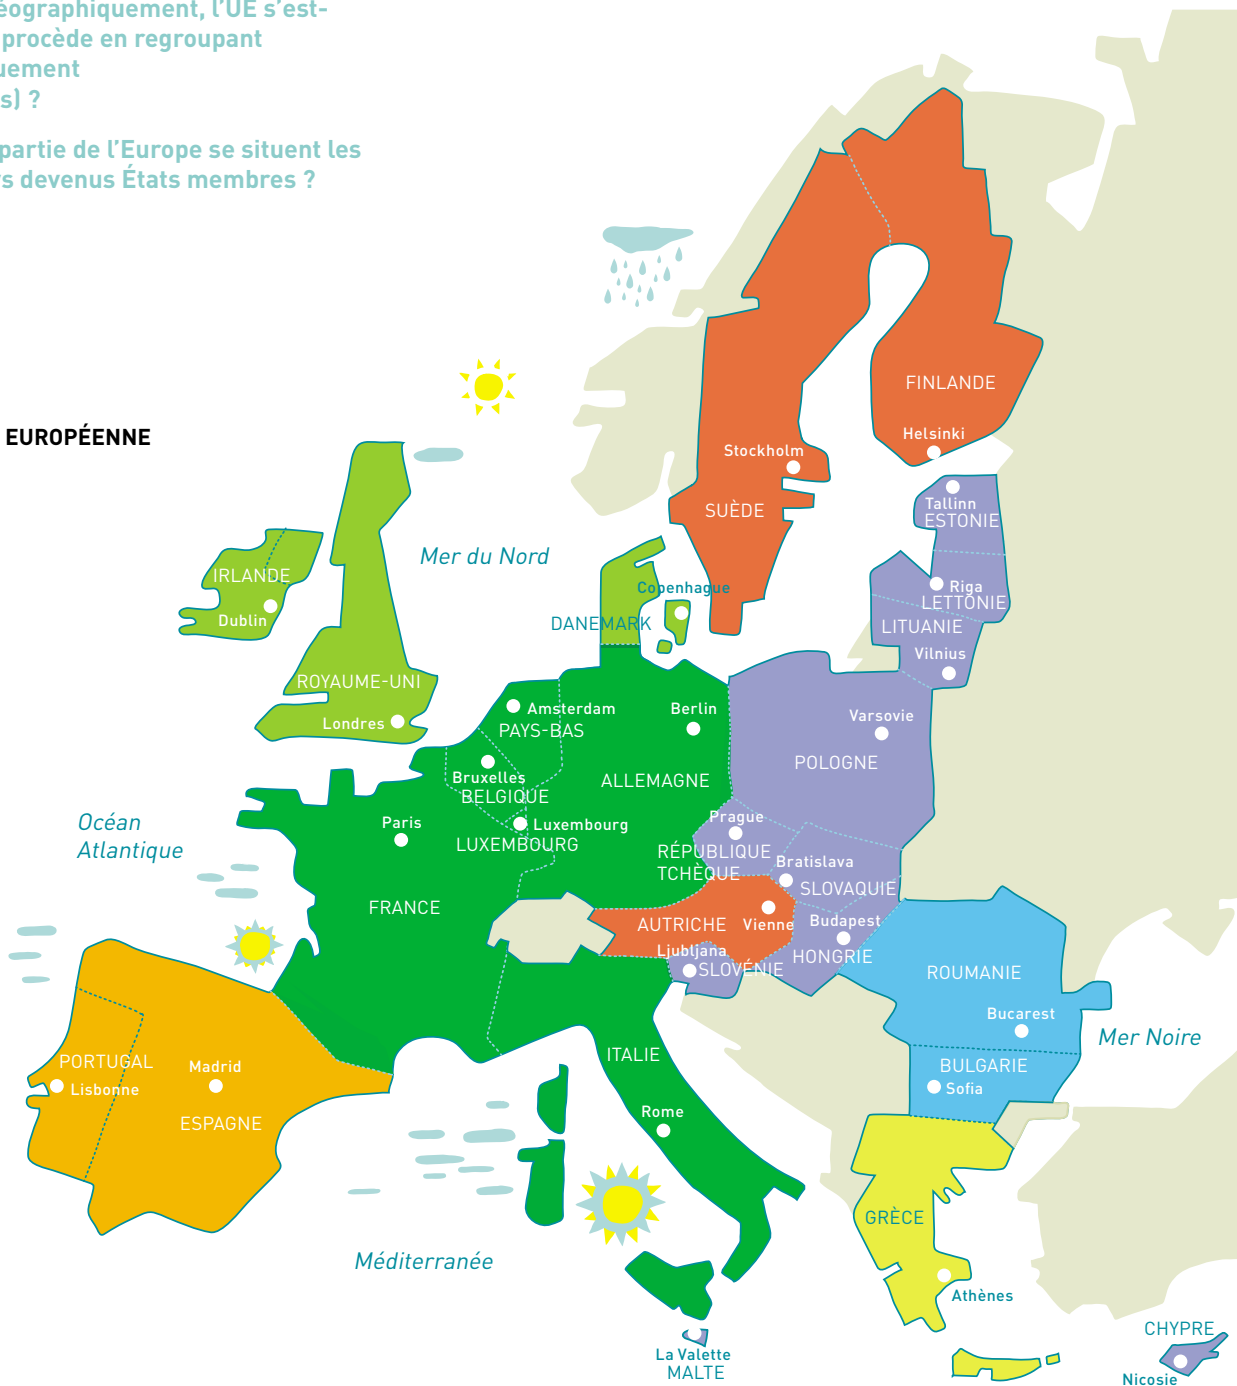 éographiquement, l’UE s’est-
procède en regroupant
uement
s) ?
partie de l’Europe se situent les
s devenus États membres ?
EUROPÉENNE
FINLANDE
Helsinki
Stockholm
SUÈDE
Tallinn
ESTONIE
Mer du Nord
IRLANDE
Dublin
Copenhague
DANEMARK
Riga
LETTONIE
LITUANIE
Vilnius
ROYAUME-UNI
Londres
Amsterdam
PAYS-BAS
Berlin
Varsovie
POLOGNE
Bruxelles
BELGIQUE
ALLEMAGNE
Océan
Atlantique
Paris
Luxembourg
LUXEMBOURG
Prague
RÉPUBLIQUE
TCHÈQUE
Bratislava
SLOVAQUIE
FRANCE
AUTRICHE
Vienne
Budapest
HONGRIE
Ljubljana
SLOVÉNIE
ROUMANIE
Bucarest
Mer Noire
PORTUGAL
Lisbonne
Madrid
ESPAGNE
ITALIE
Rome
BULGARIE
Sofia
GRÈCE
Méditerranée
Athènes
La Valette
MALTE
CHYPRE
Nicosie